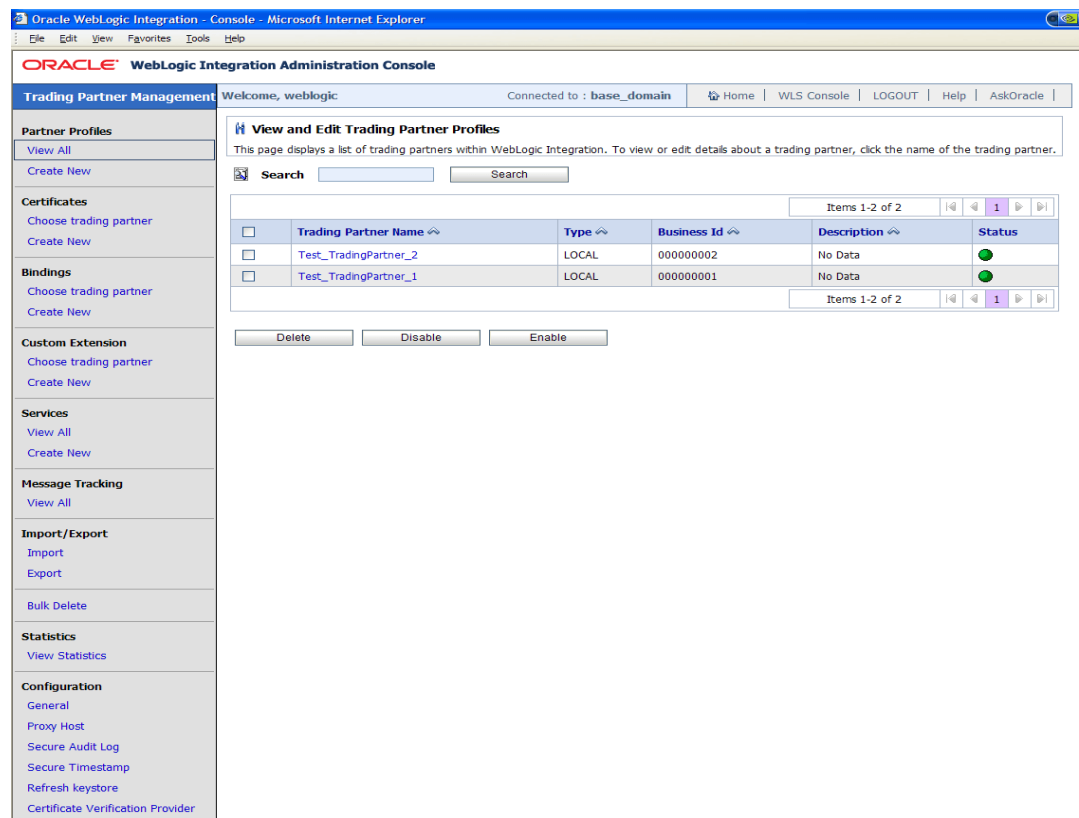 Oracle WebLogic Integration - Console - Microsoft Internet Explorer
File Edit View Favorites Tools Help
ORACLE WebLogic Integration Administration Console
Trading Partner Management
Welcome, weblogic Connected to : base_domain Home | WLS Console | LOGOUT | Help | AskOracle |
Partner Profiles
View All
Create New
Certificates
Choose trading partner
Create New
Bindings
Choose trading partner
Create New
Custom Extension
Choose trading partner
Create New
Services
View All
Create New
Message Tracking
View All
Import/Export
Import
Export
Bulk Delete
Statistics
View Statistics
Configuration
General
Proxy Host
Secure Audit Log
Secure Timestamp
Refresh keystore
Certificate Verification Provider
View and Edit Trading Partner Profiles
This page displays a list of trading partners within WebLogic Integration. To view or edit details about a trading partner, click the name of the trading partner.
Search Search
Items 1-2 of 2 1
Trading Partner Name Type Business Id Description Status
Test_TradingPartner_2 LOCAL 000000002 No Data
Test_TradingPartner_1 LOCAL 000000001 No Data
Items 1-2 of 2 1
Delete Disable Enable